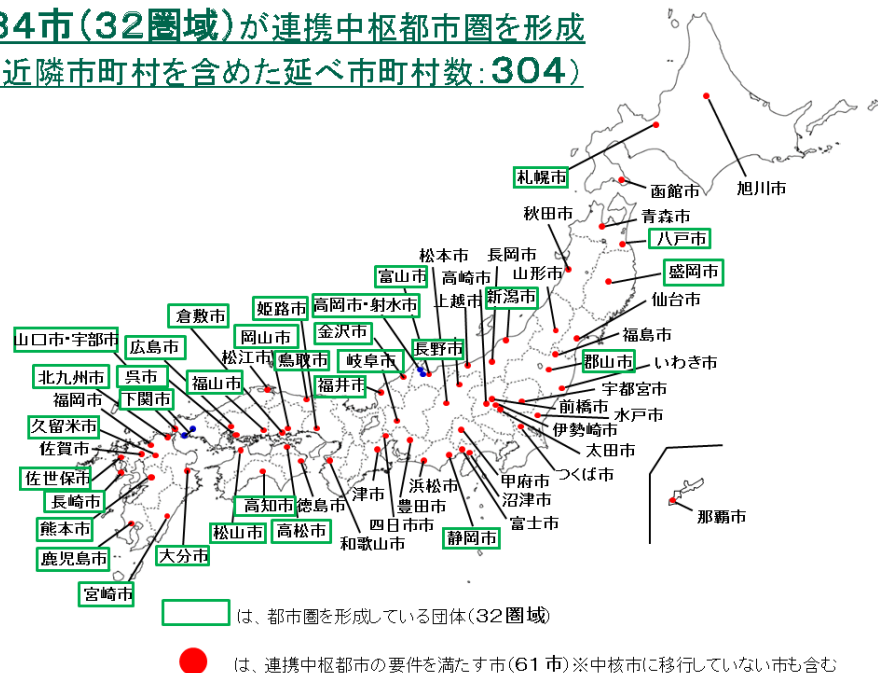 34市(32圏域)が連携中枢都市圏を形成
近隣市町村を含めた延べ市町村数:304)
札幌市
函館市
旭川市
秋田市
青森市
八戸市
松本市
長岡市
富山市
高崎市
山形市
盛岡市
倉敷市
姫路市
高岡市・射水市
上越市
新潟市
仙台市
山口市・宇部市
広島市
岡山市
金沢市
福島市
松江市
鳥取市
岐阜市
長野市
郡山市
いわき市
北九州市
呉市
福山市
福井市
宇都宮市
福岡市
下関市
前橋市
水戸市
久留米市
伊勢崎市
佐賀市
太田市
佐世保市
つくば市
長崎市
高知市
徳島市
津市
浜松市
甲府市
豊田市
沼津市
那覇市
熊本市
松山市
高松市
四日市市
富士市
鹿児島市
大分市
和歌山市
静岡市
宮崎市
は、都市圏を形成している団体(32圏域)
は、連携中枢都市の要件を満たす市(61市)※中核市に移行していない市も含む